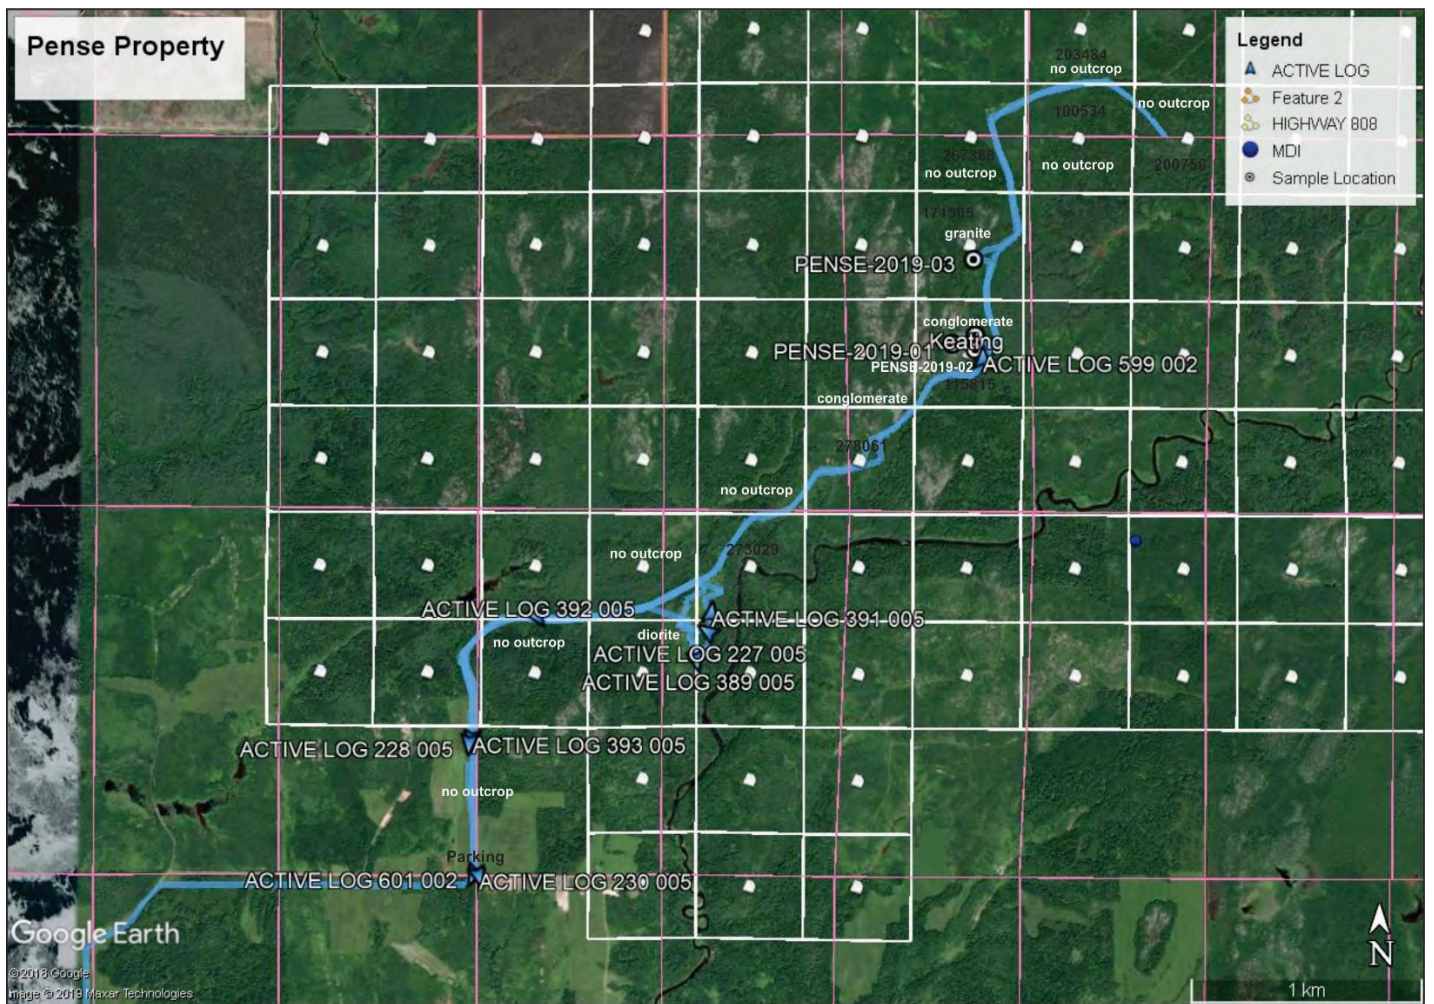 Pense Property
Legend
ACTIVE LOG
Feature 2
HIGHWAY 808
MDI
Sample Location
203484
no outcrop
no outcrop
100534
267388
no outcrop
no outcrop
200756
171505
granite
PENSE-2019-03
conglomerate
Keating
PENSE-2019-01
PENSE-2019-02
ACTIVE LOG 599 002
115815
conglomerate
278061
no outcrop
no outcrop
273029
ACTIVE LOG 392 005
ACTIVE LOG 391 005
no outcrop
diorite
ACTIVE LOG 227 005
ACTIVE LOG 389 005
ACTIVE LOG 228 005
ACTIVE LOG 393 005
no outcrop
Parking
ACTIVE LOG 601 002
ACTIVE LOG 230 005
Google Earth
©2018 Google
Image © 2019 Maxar Technologies
N
1 km